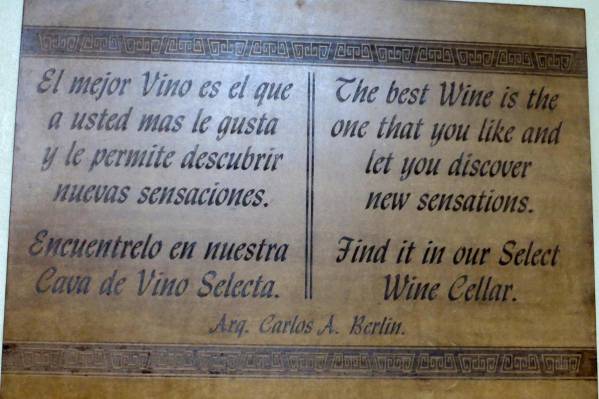 El mejor Vino es el que
a usted mas le gusta
y le permite descubrir
nuevas sensaciones.
Encuentrelo en nuestra
Cava de Vino Selecta.
The best Wine is the
one that you like and
let you discover
new sensations.
Find it in our Select
Wine Cellar.
Arq. Carlos A. Berlin.